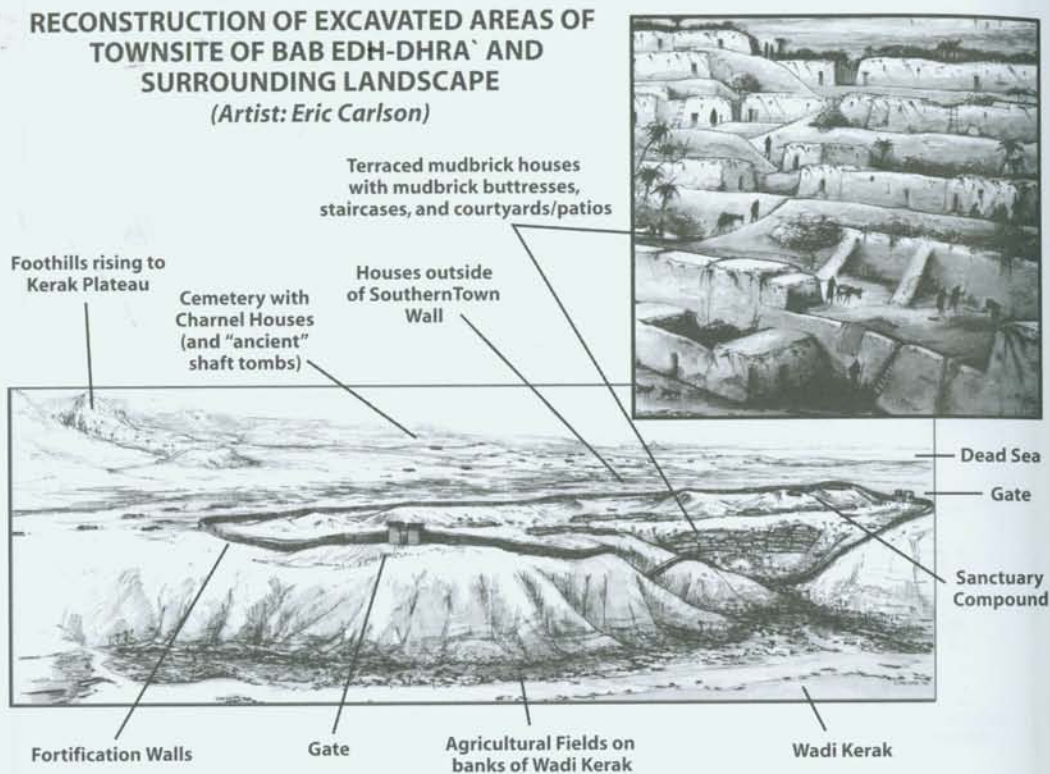 RECONSTRUCTION OF EXCAVATED AREAS OF
TOWNSITE OF BAB EDH-DHRA` AND
SURROUNDING LANDSCAPE
(Artist: Eric Carlson)
Terraced mudbrick houses
with mudbrick buttresses,
staircases, and courtyards/patios
Foothills rising to
Kerak Plateau
Cemetery with
Charnel Houses
(and "ancient"
shaft tombs)
Houses outside
of SouthernTown
Wall
Dead Sea
Gate
Sanctuary
Compound
Fortification Walls
Gate
Agricultural Fields on
banks of Wadi Kerak
Wadi Kerak